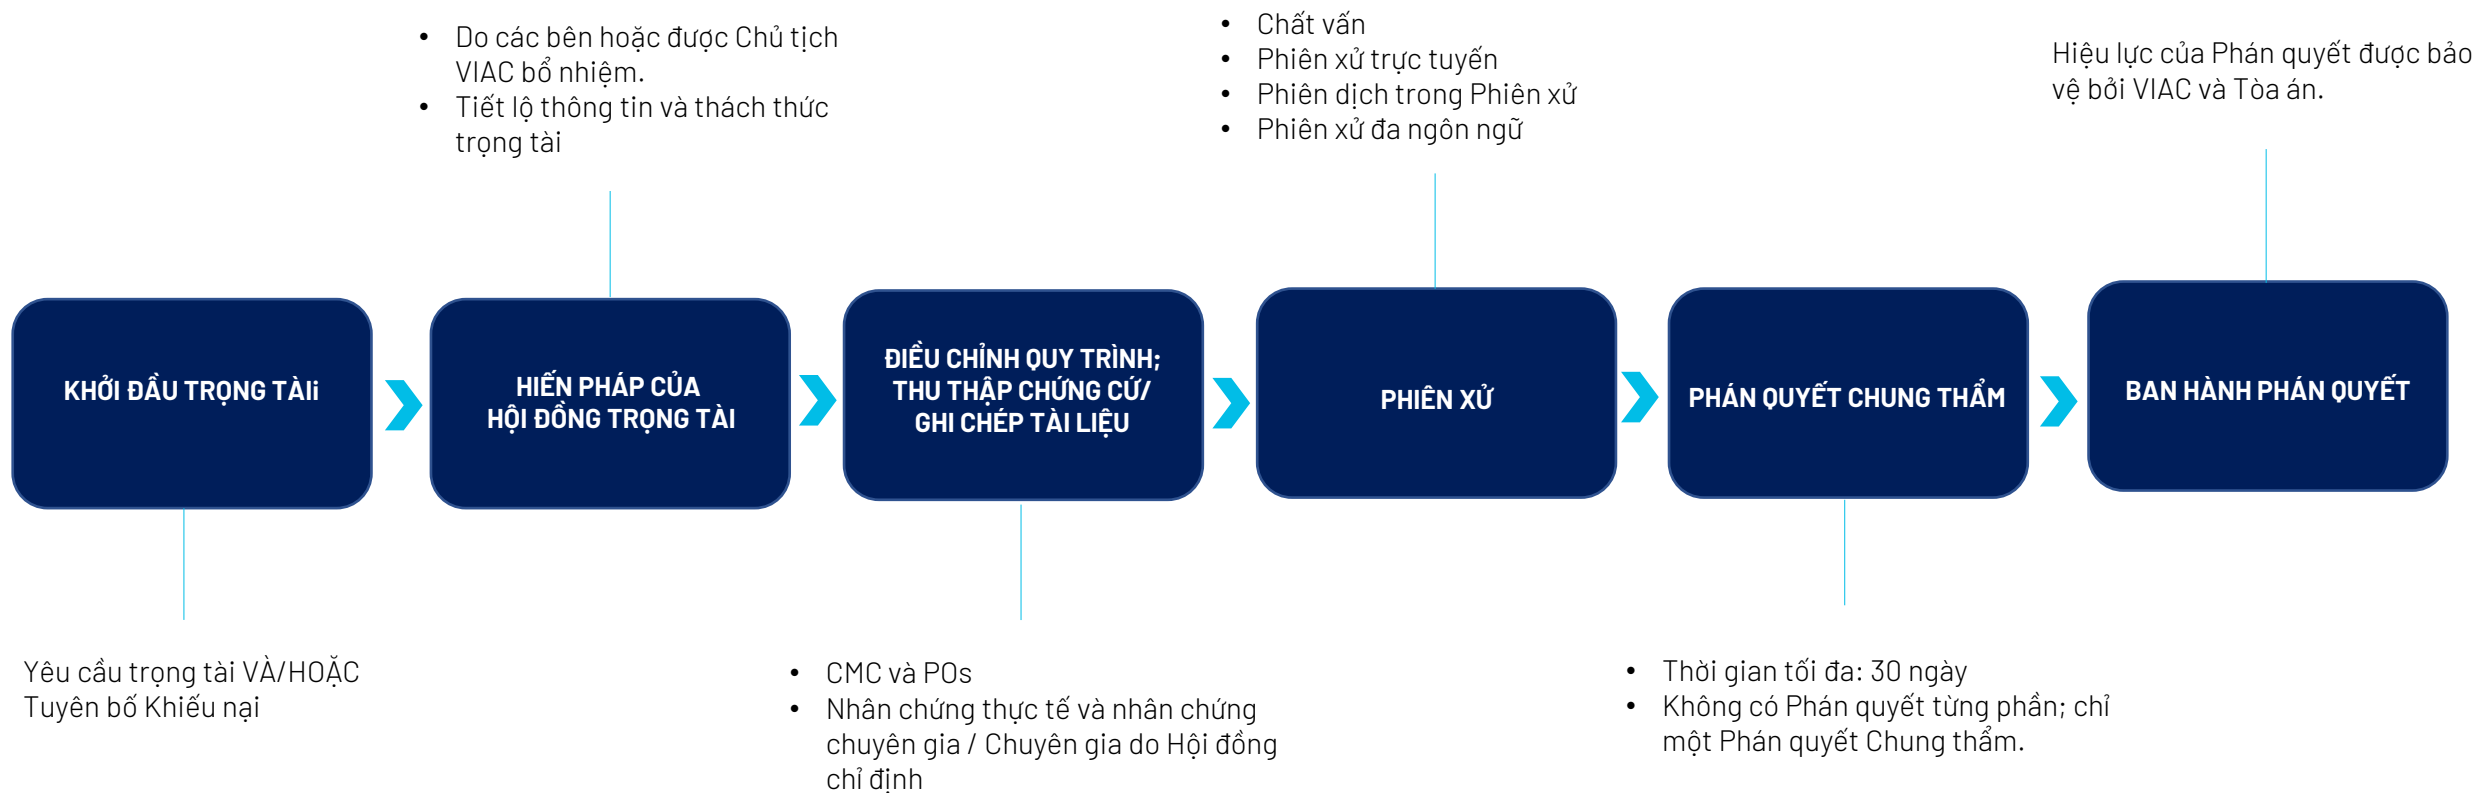 • Do các bên hoặc được Chủ tịch
VIAC bổ nhiệm.
• Tiết lộ thông tin và thách thức
trọng tài
• Chất vấn
• Phiên xử trực tuyến
• Phiên dịch trong Phiên xử
• Phiên xử đa ngôn ngữ
Hiệu lực của Phán quyết được bảo
vệ bởi VIAC và Tòa án.
KHỞI ĐẦU TRỌNG TÀIi
HIẾN PHÁP CỦA
HỘI ĐỒNG TRỌNG TÀI
ĐIỀU CHỈNH QUY TRÌNH;
THU THẬP CHỨNG CỨ/
GHI CHÉP TÀI LIỆU
PHIÊN XỬ
PHÁN QUYẾT CHUNG THẨM
BAN HÀNH PHÁN QUYẾT
Yêu cầu trọng tài VÀ/HOẶC
Tuyên bố Khiếu nại
• CMC và POs
• Nhân chứng thực tế và nhân chứng
chuyên gia / Chuyên gia do Hội đồng
chỉ định
• Thời gian tối đa: 30 ngày
• Không có Phán quyết từng phần; chỉ
một Phán quyết Chung thẩm.